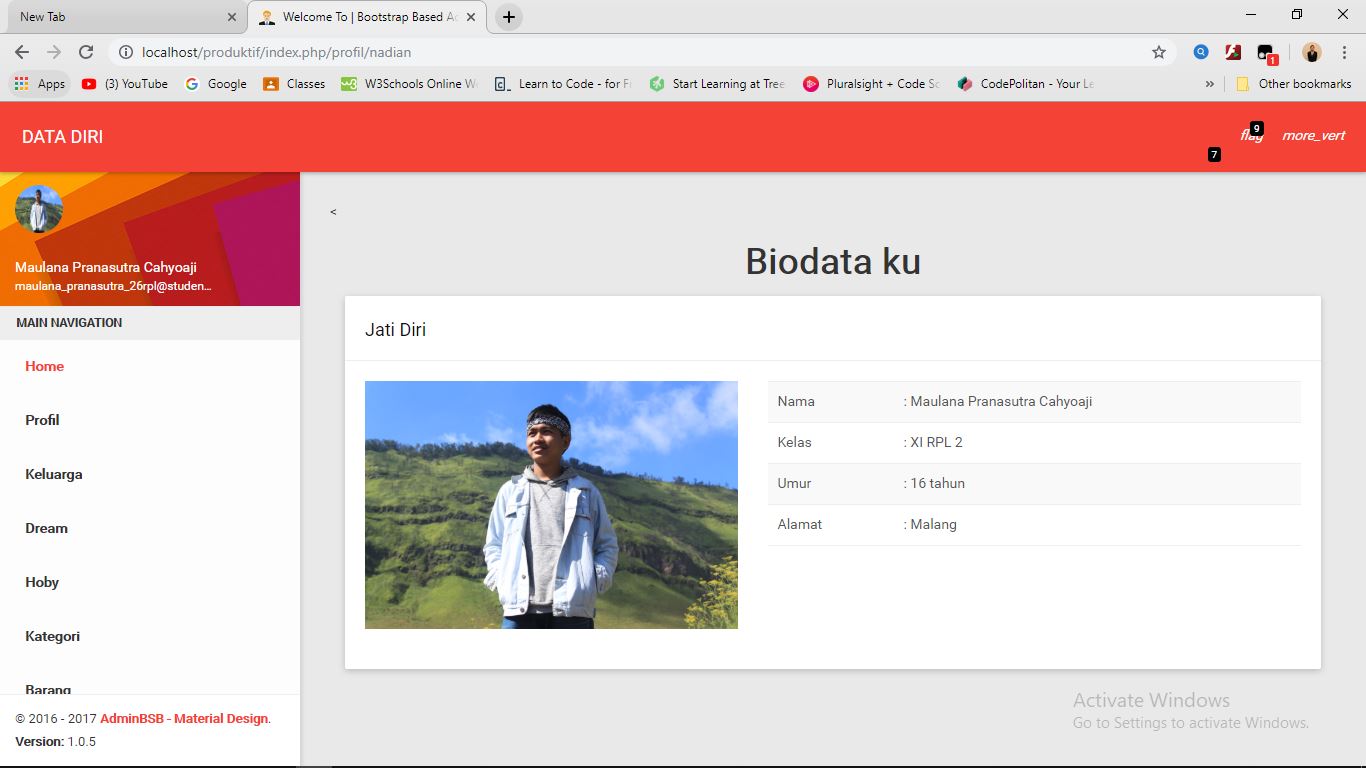 New Tab
Welcome To | Bootstrap Based Ad
localhost/produktif/index.php/profil/nadian
1
Apps (3) YouTube Google Classes W3Schools Online W Learn to Code - for F Start Learning at Tree Pluralsight + Code Sc CodePolitan - Your Le » Other bookmarks
DATA DIRI
flag 9 more_vert
7
<
Maulana Pranasutra Cahyoaji
maulana_pranasutra_26rpl@studen...
MAIN NAVIGATION
Home
Profil
Keluarga
Dream
Hoby
Kategori
Barang
© 2016 - 2017 AdminBSB - Material Design.
Version: 1.0.5
Biodata ku
Jati Diri
Nama : Maulana Pranasutra Cahyoaji
Kelas : XI RPL 2
Umur : 16 tahun
Alamat : Malang
Activate Windows
Go to Settings to activate Windows.